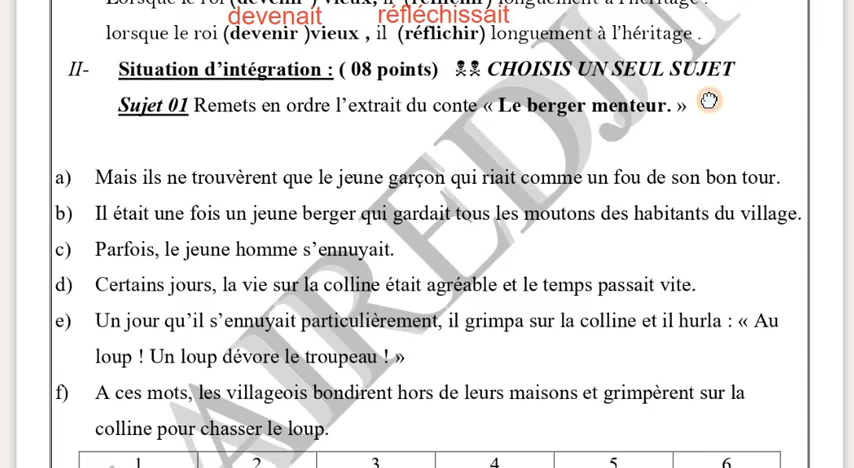 devenait réfléchissait
lorsque le roi (devenir )vieux , il (réflichir) longuement à l’héritage .
II- Situation d’intégration : ( 08 points) ☠☠ CHOISIS UN SEUL SUJET
Sujet 01 Remets en ordre l’extrait du conte « Le berger menteur. »
a) Mais ils ne trouvèrent que le jeune garçon qui riait comme un fou de son bon tour.
b) Il était une fois un jeune berger qui gardait tous les moutons des habitants du village.
c) Parfois, le jeune homme s’ennuyait.
d) Certains jours, la vie sur la colline était agréable et le temps passait vite.
e) Un jour qu’il s’ennuyait particulièrement, il grimpa sur la colline et il hurla : « Au
loup ! Un loup dévore le troupeau ! »
f) A ces mots, les villageois bondirent hors de leurs maisons et grimpèrent sur la
colline pour chasser le loup.
1 2 3 4 5 6